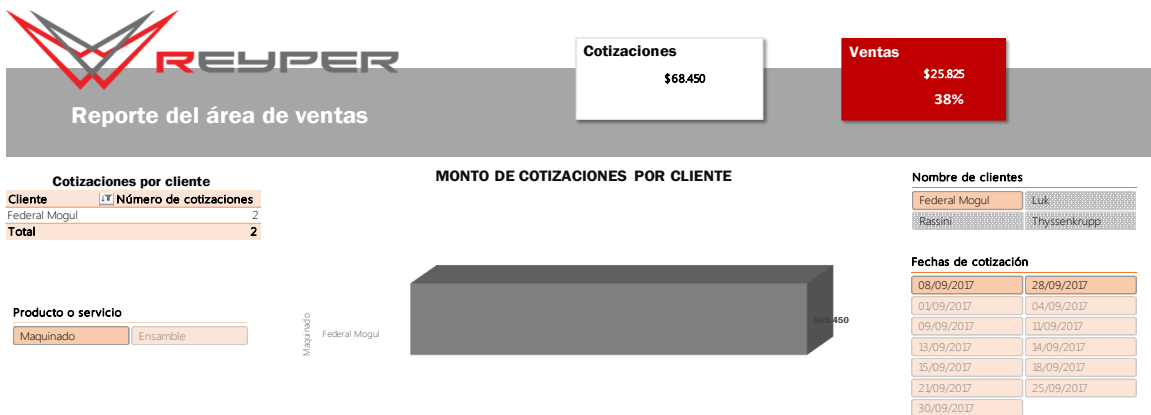 REYPER
Reporte del área de ventas
Cotizaciones
$68.450
Ventas
$25.825
38%
Cotizaciones por cliente
Cliente Número de cotizaciones
Federal Mogul 2
Total 2
Producto o servicio
Maquinado Ensamble
MONTO DE COTIZACIONES POR CLIENTE
Maquinado
Federal Mogul
$68.450
Nombre de clientes
Federal Mogul Luk
Rassini Thyssenkrupp
Fechas de cotización
08/09/2017 28/09/2017
01/09/2017 04/09/2017
09/09/2017 11/09/2017
13/09/2017 14/09/2017
15/09/2017 18/09/2017
21/09/2017 25/09/2017
30/09/2017